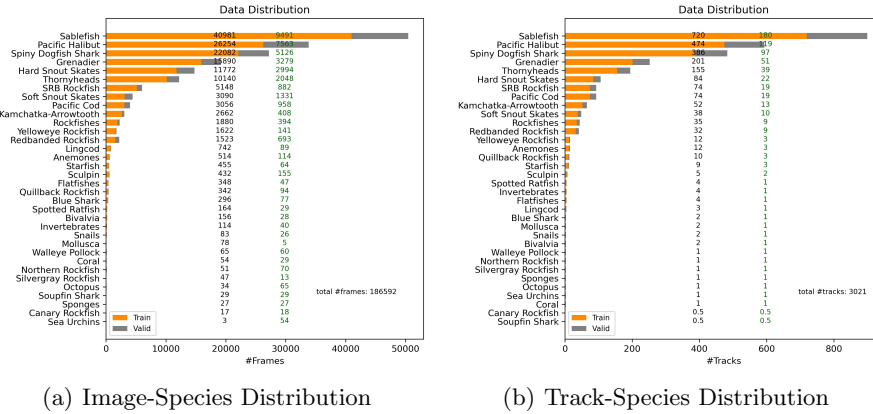 Data Distribution
Sablefish 40981 9491
Pacific Halibut 26254 7563
Spiny Dogfish Shark 22082 5126
Grenadier 15890 3279
Hard Snout Skates 11772 2994
Thornyheads 10140 2048
SRB Rockfish 5148 882
Soft Snout Skates 3090 1331
Pacific Cod 3056 958
Kamchatka-Arrowtooth 2662 408
Rockfishes 1880 394
Yelloweye Rockfish 1622 141
Redbanded Rockfish 1523 693
Lingcod 742 89
Anemones 514 114
Starfish 455 64
Sculpin 432 155
Flatfishes 348 47
Quillback Rockfish 342 94
Blue Shark 296 77
Spotted Ratfish 164 29
Bivalvia 156 28
Invertebrates 114 40
Snails 83 26
Mollusca 78 5
Walleye Pollock 65 60
Coral 54 29
Northern Rockfish 51 70
Silvergray Rockfish 47 13
Octopus 34 65
total #frames: 186592
Soupfin Shark 29 29
Sponges 27 27
Canary Rockfish 17 18
Sea Urchins 3 54
Train
Valid
0 10000 20000 30000 40000 50000
#Frames
(a) Image-Species Distribution
Data Distribution
Sablefish 720 180
Pacific Halibut 474 119
Spiny Dogfish Shark 386 97
Grenadier 201 51
Thornyheads 155 39
Hard Snout Skates 84 22
SRB Rockfish 74 19
Pacific Cod 74 19
Kamchatka-Arrowtooth 52 13
Soft Snout Skates 38 10
Rockfishes 35 9
Redbanded Rockfish 32 9
Yelloweye Rockfish 12 3
Anemones 12 3
Quillback Rockfish 10 3
Starfish 9 3
Sculpin 5 2
Spotted Ratfish 4 1
Invertebrates 4 1
Flatfishes 4 1
Lingcod 3 1
Blue Shark 2 1
Mollusca 2 1
Snails 2 1
Bivalvia 2 1
Walleye Pollock 1 1
Northern Rockfish 1 1
Silvergray Rockfish 1 1
Sponges 1 1
Octopus 1 1
total #tracks: 3021
Sea Urchins 1 1
Coral 1 1
Canary Rockfish 0.5 0.5
Soupfin Shark 0.5 0.5
Train
Valid
0 200 400 600 800
#Tracks
(b) Track-Species Distribution